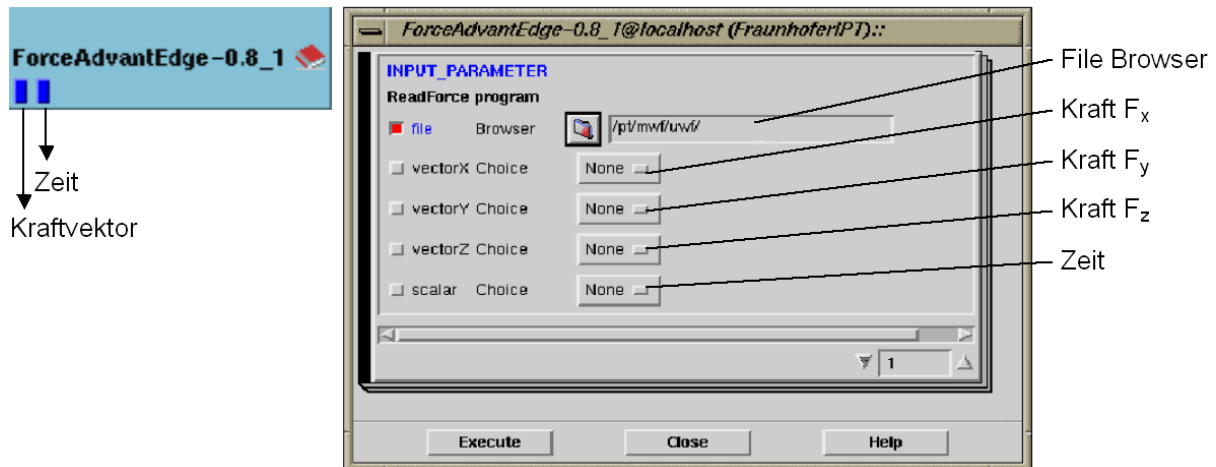 ForceAdvantEdge-0.8_1
Zeit
Kraftvektor
ForceAdvantEdge-0.8_1@localhost (FraunhoferIPT)::
INPUT_PARAMETER
ReadForce program
file Browser /pt/mwf/uwf/
vectorX Choice None
vectorY Choice None
vectorZ Choice None
scalar Choice None
1
Execute Close Help
File Browser
Kraft Fx
Kraft Fy
Kraft Fz
Zeit